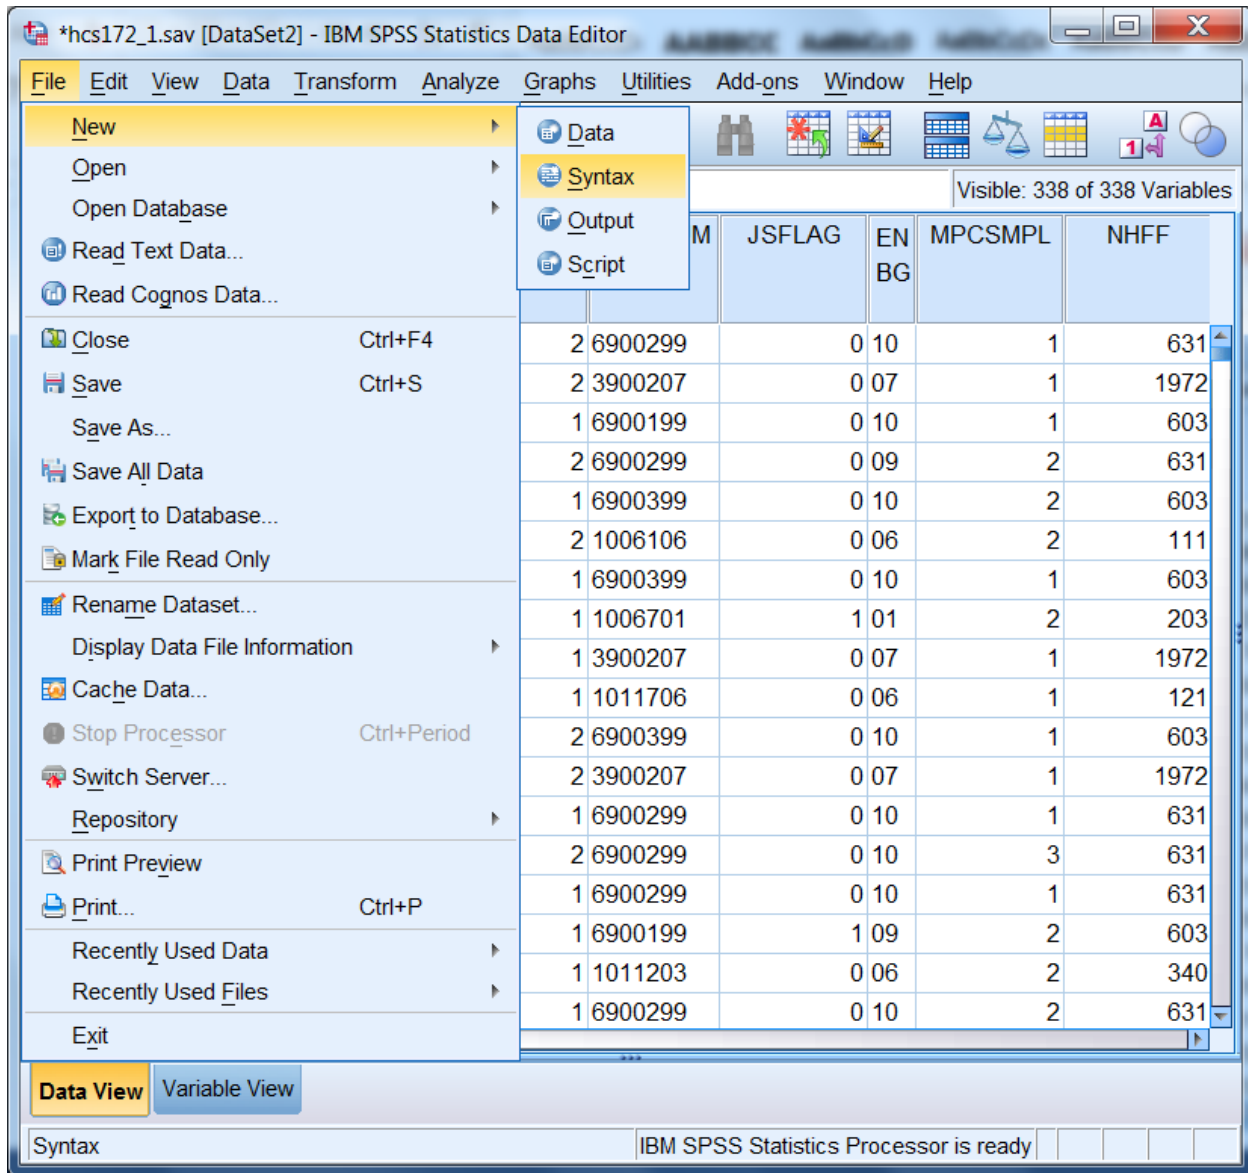 *hcs172_1.sav [DataSet2] - IBM SPSS Statistics Data Editor
File Edit View Data Transform Analyze Graphs Utilities Add-ons Window Help
New
Open
Open Database
Read Text Data...
Read Cognos Data...
Close Ctrl+F4
Save Ctrl+S
Save As...
Save All Data
Export to Database...
Mark File Read Only
Rename Dataset...
Display Data File Information
Cache Data...
Stop Processor Ctrl+Period
Switch Server...
Repository
Print Preview
Print... Ctrl+P
Recently Used Data
Recently Used Files
Exit
Data
Syntax
Output
Script
Visible: 338 of 338 Variables
M JSFLAG EN MPCSMPL NHFF
BG
2 6900299 0 10 1 631
2 3900207 0 07 1 1972
1 6900199 0 10 1 603
2 6900299 0 09 2 631
1 6900399 0 10 2 603
2 1006106 0 06 2 111
1 6900399 0 10 1 603
1 1006701 1 01 2 203
1 3900207 0 07 1 1972
1 1011706 0 06 1 121
2 6900399 0 10 1 603
2 3900207 0 07 1 1972
1 6900299 0 10 1 631
2 6900299 0 10 3 631
1 6900299 0 10 1 631
1 6900199 1 09 2 603
1 1011203 0 06 2 340
1 6900299 0 10 2 631
Data View Variable View
Syntax IBM SPSS Statistics Processor is ready